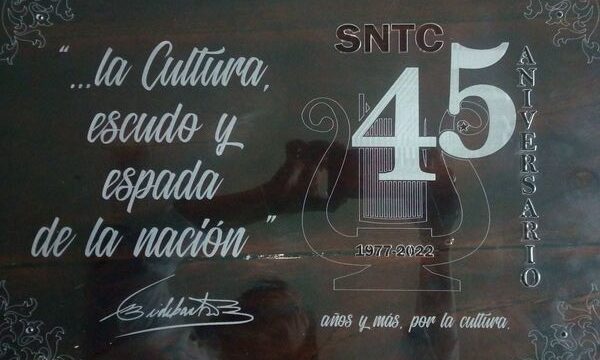 "...la Cultura,
escudo y
espada
de la nación."
SNTC
45
ANIVERSARIO
1977-2022
años y más, por la cultura.